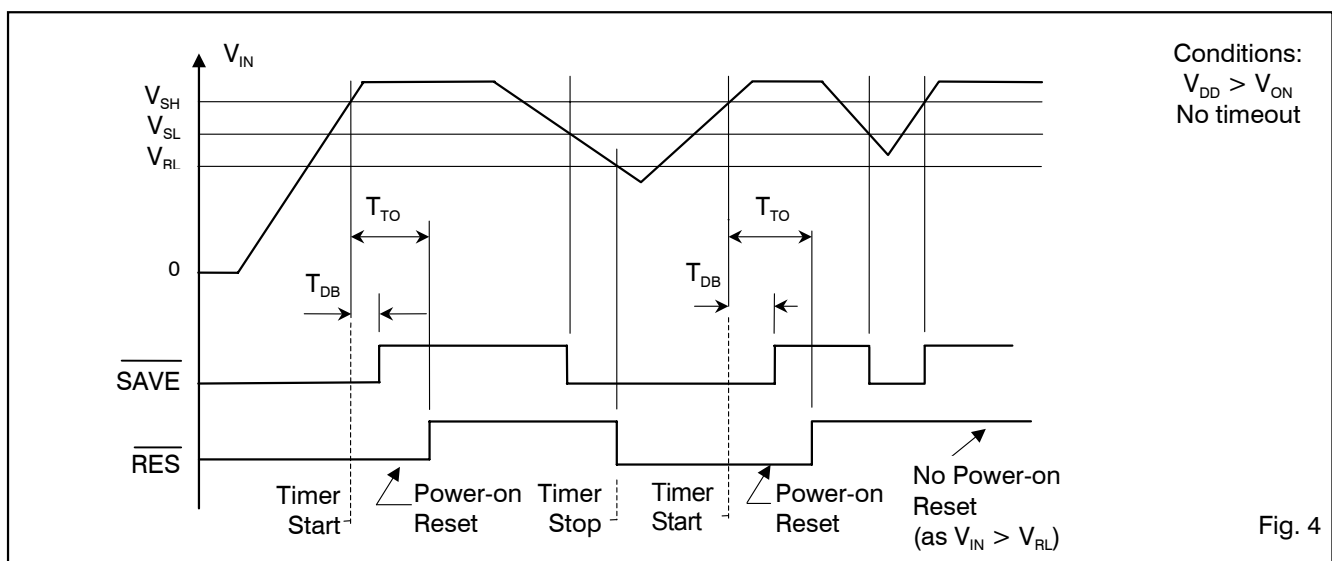 V_IN
Conditions:
V_DD > V_ON
No timeout
V_SH
V_SL
V_RL
T_TO
T_TO
0
T_DB
T_DB
SAVE
RES
Timer
Start
Power-on
Reset
Timer
Stop
Timer
Start
Power-on
Reset
No Power-on
Reset
(as V_IN > V_RL)
Fig. 4